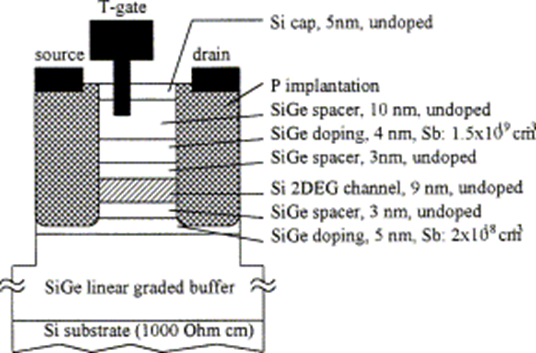 T-gate
Si cap, 5nm, undoped
source
drain
P implantation
SiGe spacer, 10 nm, undoped
SiGe doping, 4 nm, Sb: 1.5x10¹⁹cm³
SiGe spacer, 3nm, undoped
Si 2DEG channel, 9 nm, undoped
SiGe spacer, 3 nm, undoped
SiGe doping, 5 nm, Sb: 2x10¹⁸cm³
SiGe linear graded buffer
Si substrate (1000 Ohm cm)